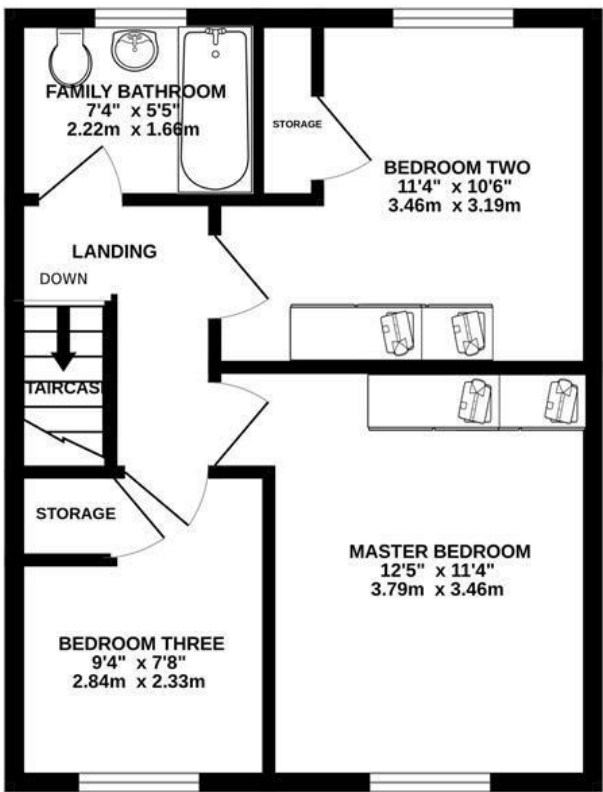 FAMILY BATHROOM
7'4" x 5'5"
2.22m x 1.66m
STORAGE
BEDROOM TWO
11'4" x 10'6"
3.46m x 3.19m
LANDING
DOWN
TAIRCAS
STORAGE
MASTER BEDROOM
12'5" x 11'4"
3.79m x 3.46m
BEDROOM THREE
9'4" x 7'8"
2.84m x 2.33m